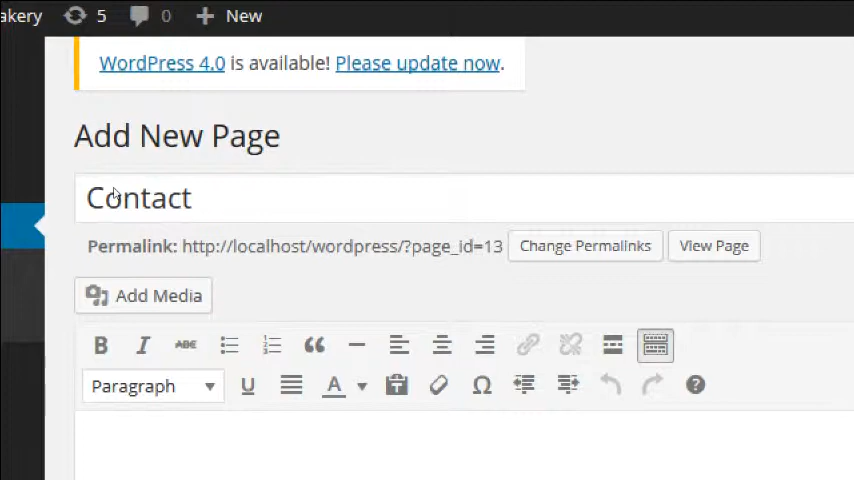 akery 5 0 New
WordPress 4.0 is available! Please update now.
Add New Page
Contact
Permalink: http://localhost/wordpress/?page_id=13 Change Permalinks View Page
Add Media
B I ABC
Paragraph U A Ω ?